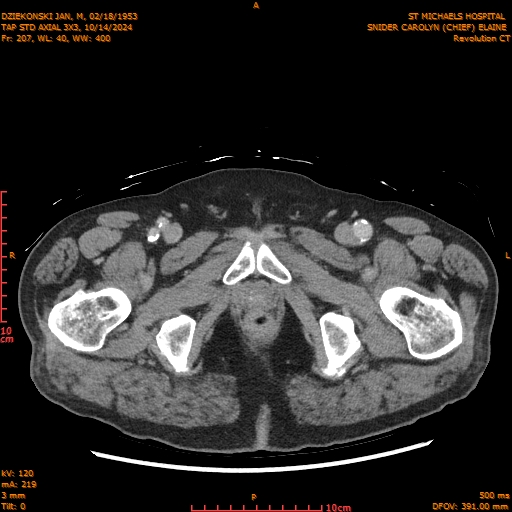 A
DZIEKONSKI JAN, M, 02/18/1953
TAP STD AXIAL 3X3, 10/14/2024
Fr: 207, WL: 40, WW: 400
ST MICHAELS HOSPITAL
SNIDER CAROLYN (CHIEF) ELAINE
Revolution CT
R
L
10
cm
kV: 120
mA: 219
3 mm
Tilt: 0
P
10cm
500 ms
DFOV: 391.00 mm